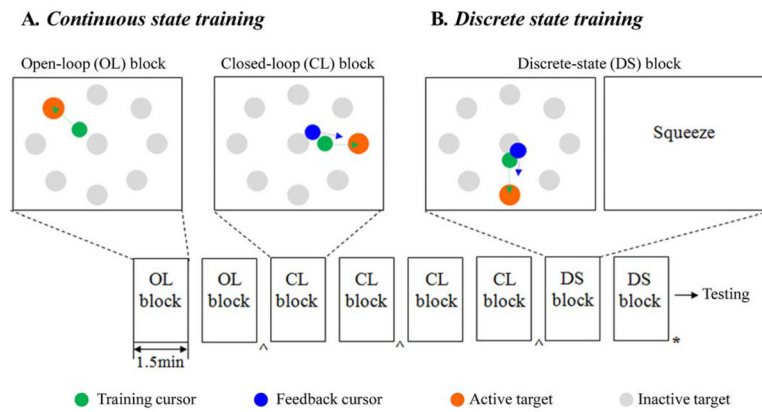 A. Continuous state training
B. Discrete state training
Open-loop (OL) block
Closed-loop (CL) block
Discrete-state (DS) block
Squeeze
OL block
OL block
CL block
CL block
CL block
CL block
DS block
DS block
Testing
^
^
^
*
1.5min
Training cursor
Feedback cursor
Active target
Inactive target